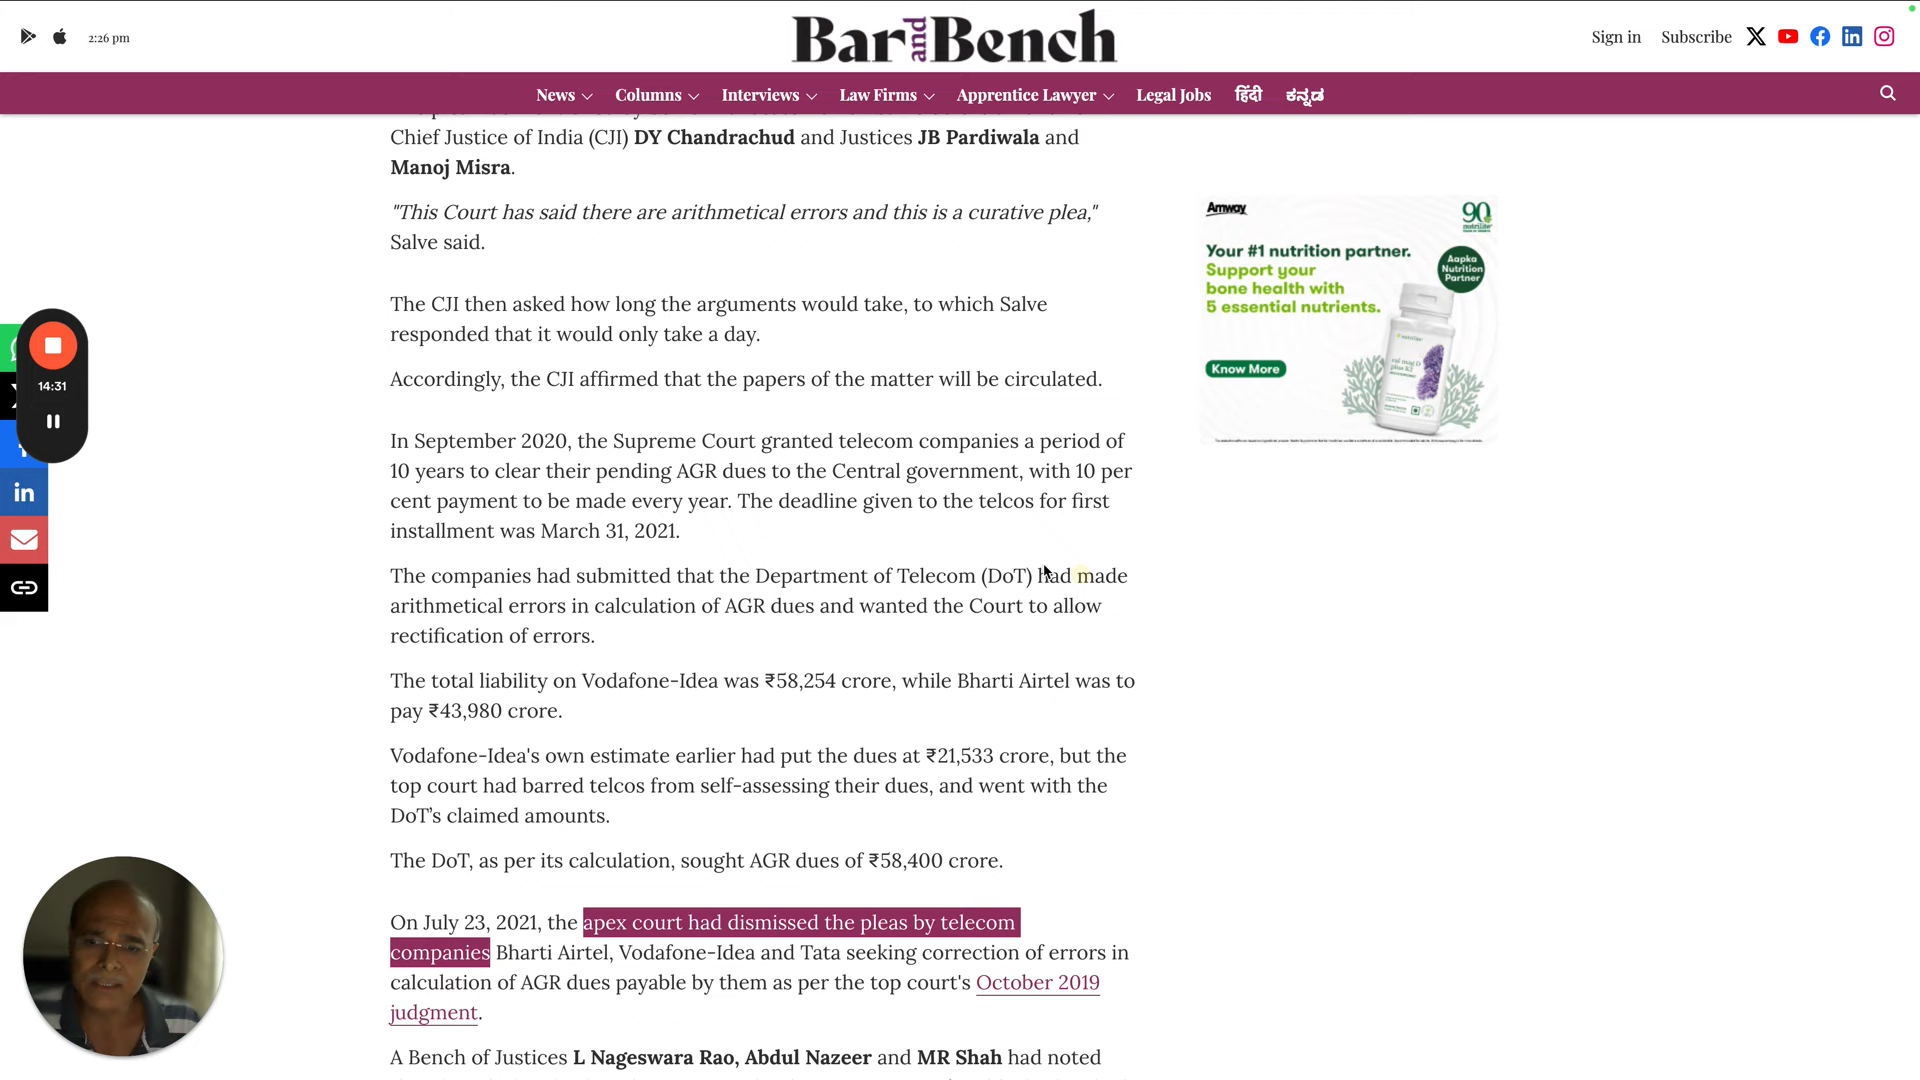 2:26 pm
Bar and Bench
Sign in
Subscribe
News
Columns
Interviews
Law Firms
Apprentice Lawyer
Legal Jobs
हिंदी
ಕನ್ನಡ
Chief Justice of India (CJI) DY Chandrachud and Justices JB Pardiwala and
Manoj Misra.
"This Court has said there are arithmetical errors and this is a curative plea,"
Salve said.
The CJI then asked how long the arguments would take, to which Salve
responded that it would only take a day.
Accordingly, the CJI affirmed that the papers of the matter will be circulated.
In September 2020, the Supreme Court granted telecom companies a period of
10 years to clear their pending AGR dues to the Central government, with 10 per
cent payment to be made every year. The deadline given to the telcos for first
installment was March 31, 2021.
The companies had submitted that the Department of Telecom (DoT) had made
arithmetical errors in calculation of AGR dues and wanted the Court to allow
rectification of errors.
The total liability on Vodafone-Idea was ₹58,254 crore, while Bharti Airtel was to
pay ₹43,980 crore.
Vodafone-Idea's own estimate earlier had put the dues at ₹21,533 crore, but the
top court had barred telcos from self-assessing their dues, and went with the
DoT’s claimed amounts.
The DoT, as per its calculation, sought AGR dues of ₹58,400 crore.
On July 23, 2021, the apex court had dismissed the pleas by telecom
companies Bharti Airtel, Vodafone-Idea and Tata seeking correction of errors in
calculation of AGR dues payable by them as per the top court's October 2019
judgment.
A Bench of Justices L Nageswara Rao, Abdul Nazeer and MR Shah had noted
14:31
in
Amway
90
Your #1 nutrition partner.
Support your
bone health with
5 essential nutrients.
Aapka
Nutrition
Partner
Know More